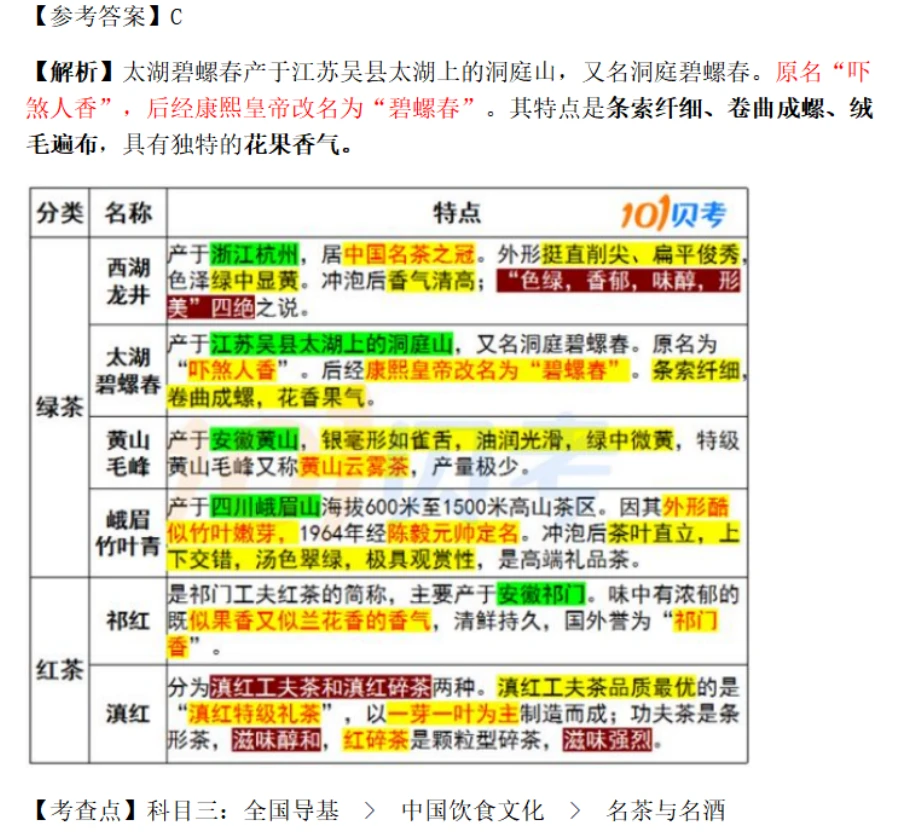 【参考答案】C
【解析】太湖碧螺春产于江苏吴县太湖上的洞庭山，又名洞庭碧螺春。原名“吓
煞人香”，后经康熙皇帝改名为“碧螺春”。其特点是条索纤细、卷曲成螺、绒
毛遍布，具有独特的花果香气。
分类 名称 特点 101贝考
绿茶
西湖
龙井
产于浙江杭州，居中国名茶之冠。外形挺直削尖、扁平俊秀，
色泽绿中显黄。冲泡后香气清高；“色绿，香郁，味醇，形
美”四绝之说。
太湖
碧螺春
产于江苏吴县太湖上的洞庭山，又名洞庭碧螺春。原名为
“吓煞人香”。后经康熙皇帝改名为“碧螺春”。条索纤细，
卷曲成螺，花香果气。
黄山
毛峰
产于安徽黄山，银毫形如雀舌，油润光滑，绿中微黄，特级
黄山毛峰又称黄山云雾茶，产量极少。
峨眉
竹叶青
产于四川峨眉山海拔600米至1500米高山茶区。因其外形酷
似竹叶嫩芽，1964年经陈毅元帅定名。冲泡后茶叶直立，上
下交错，汤色翠绿，极具观赏性，是高端礼品茶。
红茶
祁红
是祁门工夫红茶的简称，主要产于安徽祁门。味中有浓郁的
既似果香又似兰花香的香气，清鲜持久，国外誉为“祁门
香”。
滇红
分为滇红工夫茶和滇红碎茶两种。滇红工夫茶品质最优的是
“滇红特级礼茶”，以一芽一叶为主制造而成；功夫茶是条
形茶，滋味醇和，红碎茶是颗粒型碎茶，滋味强烈。
【考查点】科目三：全国导基 > 中国饮食文化 > 名茶与名酒